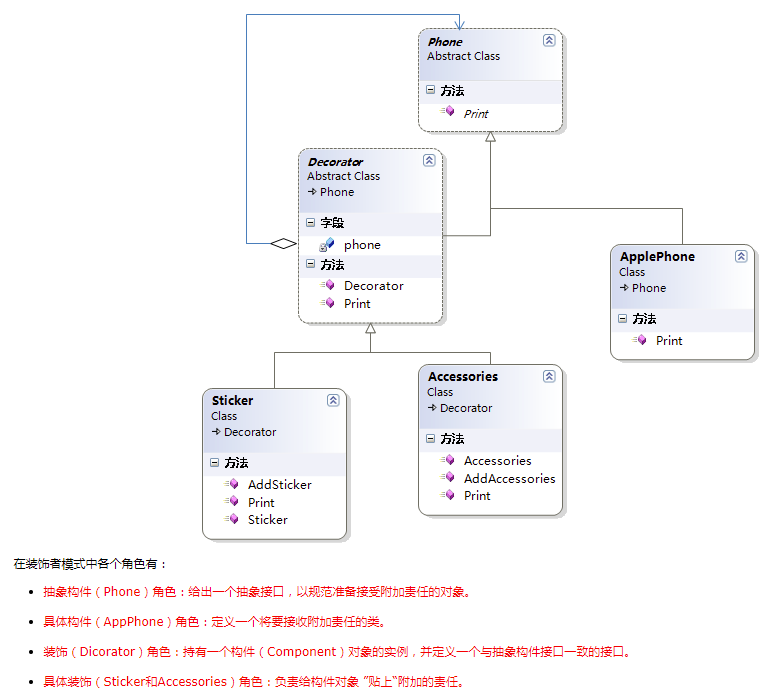 Phone
Abstract Class
方法
Print
Decorator
Abstract Class
Phone
字段
phone
方法
Decorator
Print
ApplePhone
Class
Phone
方法
Print
Sticker
Class
Decorator
方法
AddSticker
Print
Sticker
Accessories
Class
Decorator
方法
Accessories
AddAccessories
Print
在装饰者模式中各个角色有：
抽象构件（Phone）角色：给出一个抽象接口，以规范准备接受附加责任的对象。
具体构件（AppPhone）角色：定义一个将要接收附加责任的类。
装饰（Dicorator）角色：持有一个构件（Component）对象的实例，并定义一个与抽象构件接口一致的接口。
具体装饰（Sticker和Accessories）角色：负责给构件对象 ”贴上“附加的责任。